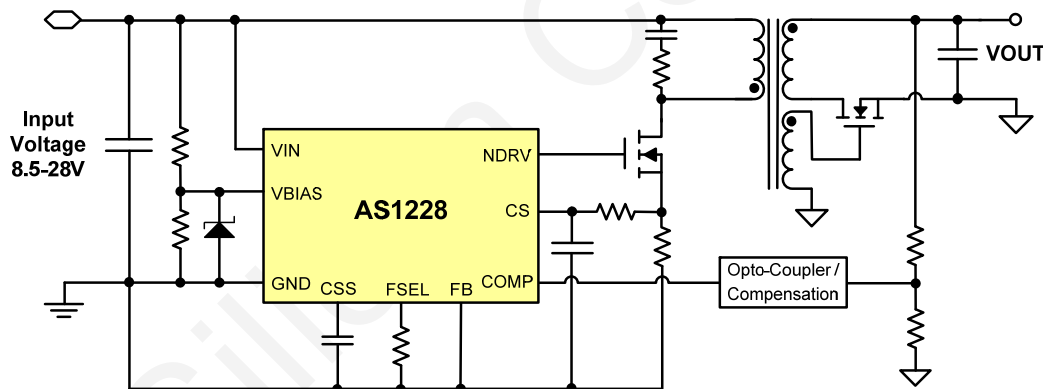 VOUT
Input
Voltage
8.5-28V
VIN
NDRV
VBIAS
AS1228
CS
GND
CSS
FSEL
FB
COMP
Opto-Coupler /
Compensation